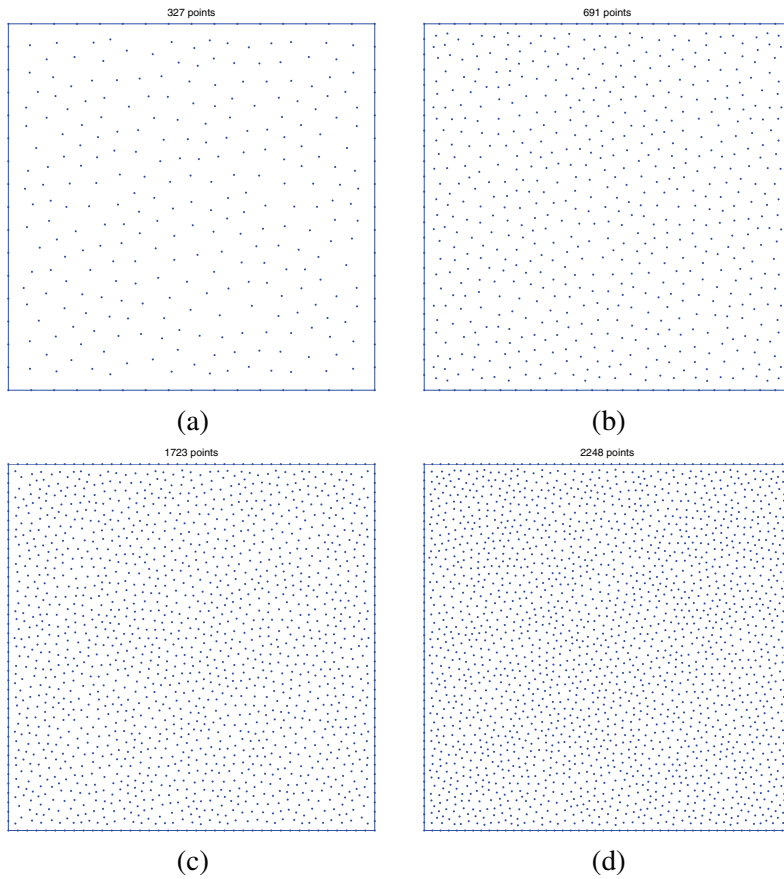 327 points
691 points
(a)
(b)
1723 points
2248 points
(c)
(d)